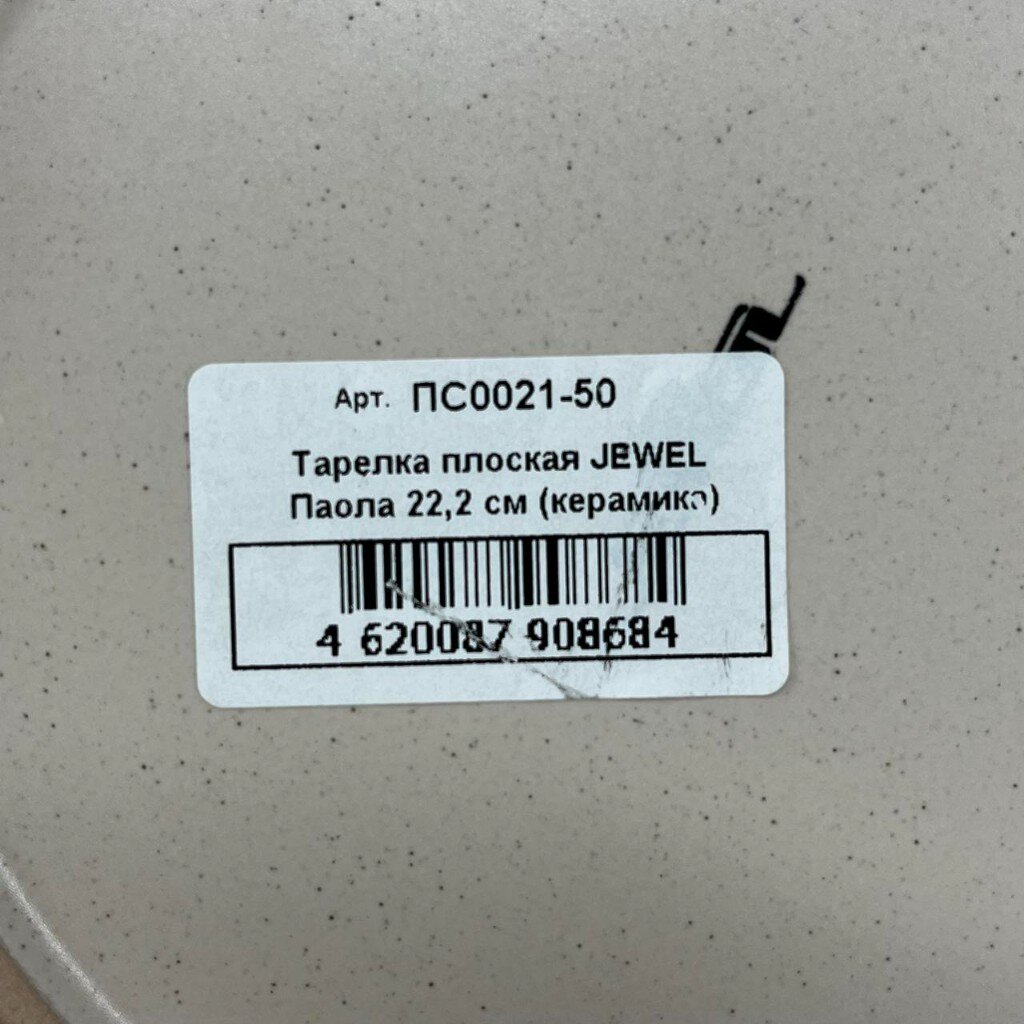 Арт. ПС0021-50
Тарелка плоская JEWEL
Паола 22,2 см (керамика)
4 620087 908684